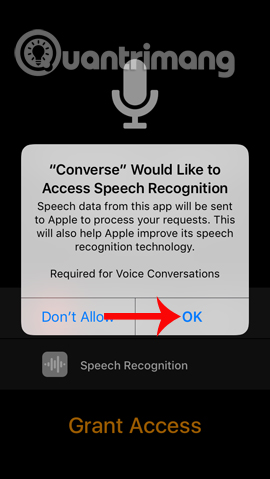 Quantrimang
“Converse” Would Like to
Access Speech Recognition
Speech data from this app will be sent
to Apple to process your requests. This
will also help Apple improve its speech
recognition technology.
Required for Voice Conversations
Don’t Allow
OK
Speech Recognition
Grant Access